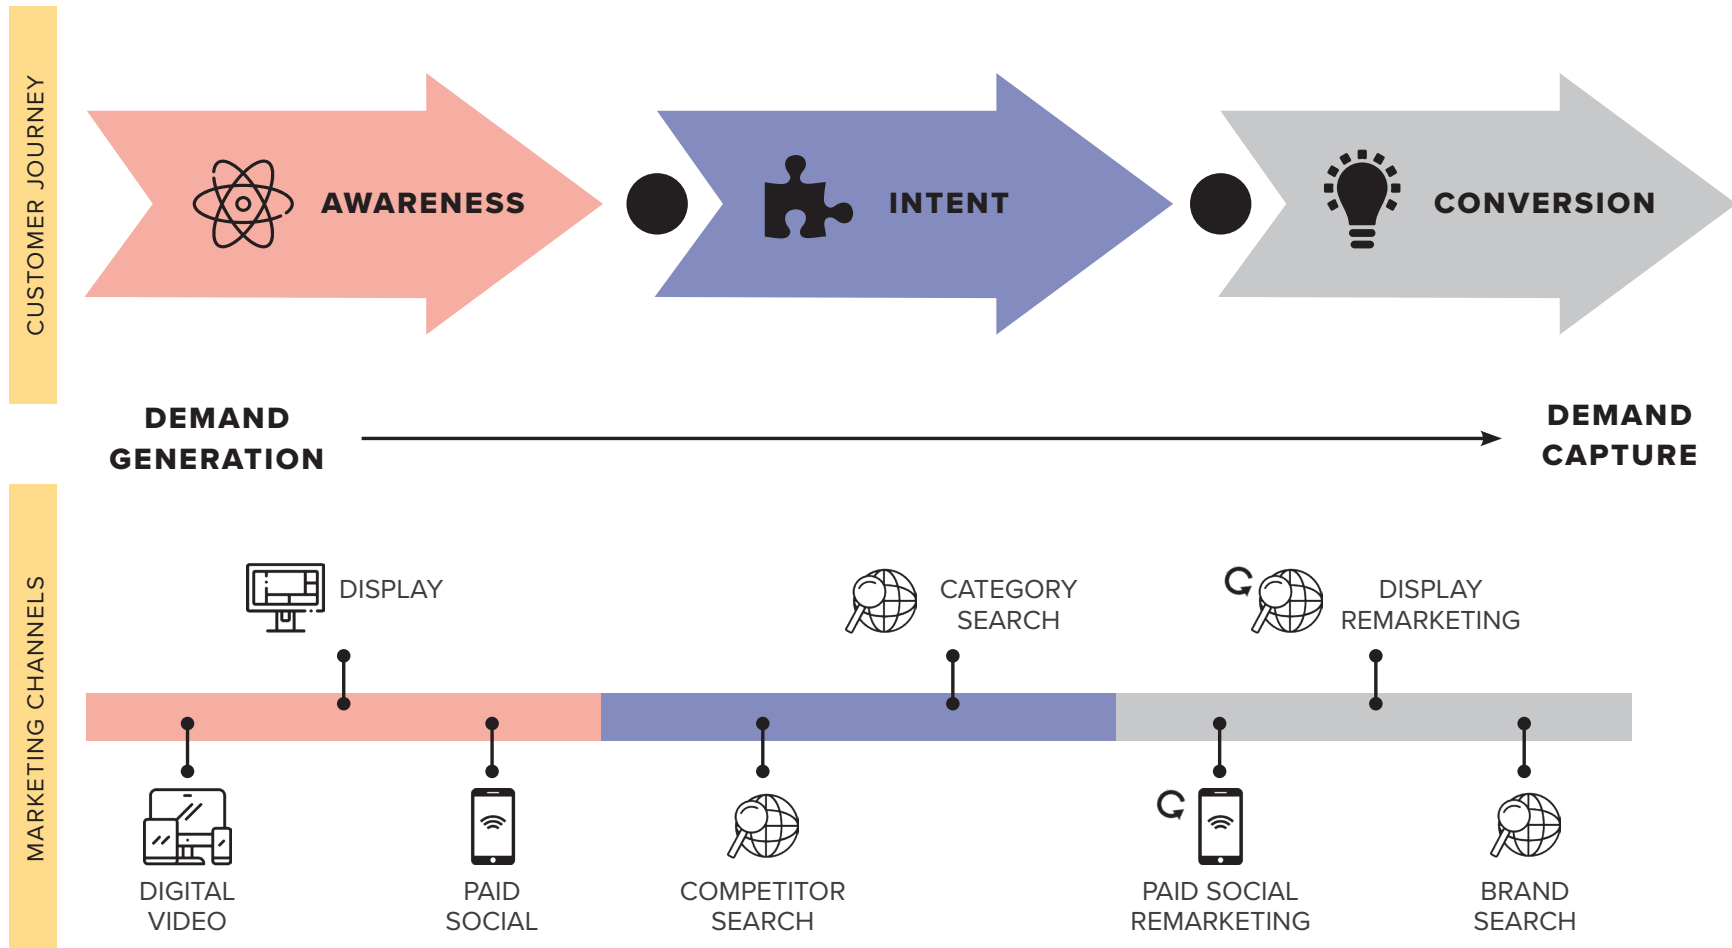 CUSTOMER JOURNEY
AWARENESS
INTENT
CONVERSION
DEMAND
GENERATION
DEMAND
CAPTURE
MARKETING CHANNELS
DISPLAY
CATEGORY
SEARCH
DISPLAY
REMARKETING
DIGITAL
VIDEO
PAID
SOCIAL
COMPETITOR
SEARCH
PAID SOCIAL
REMARKETING
BRAND
SEARCH